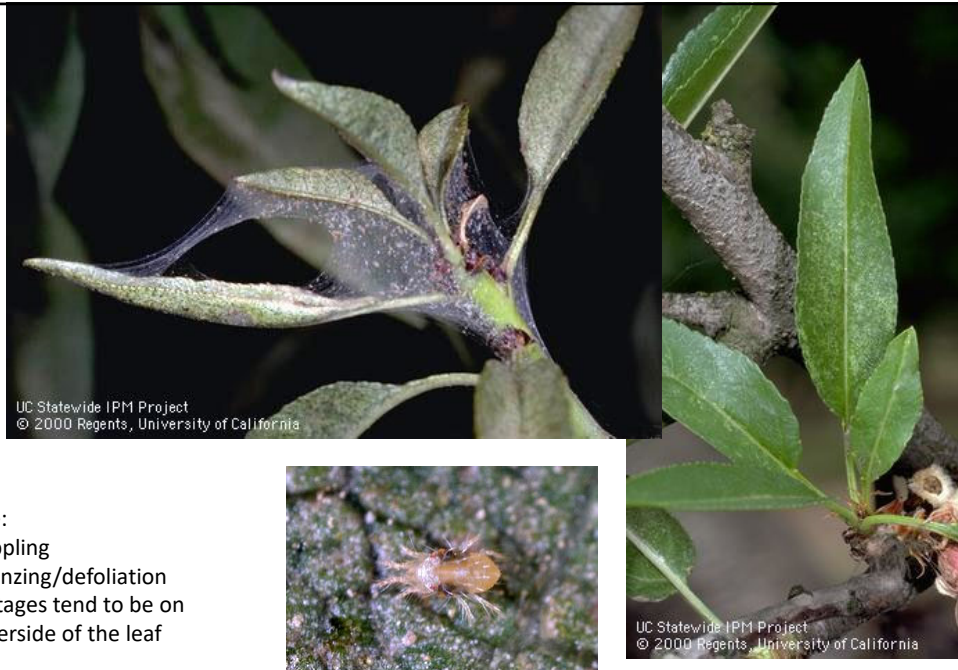 UC Statewide IPM Project
© 2000 Regents, University of California
:
nzing/defoliation
tages tend to be on
erside of the leaf
UC Statewide IPM Project
© 2000 Regents, University of California